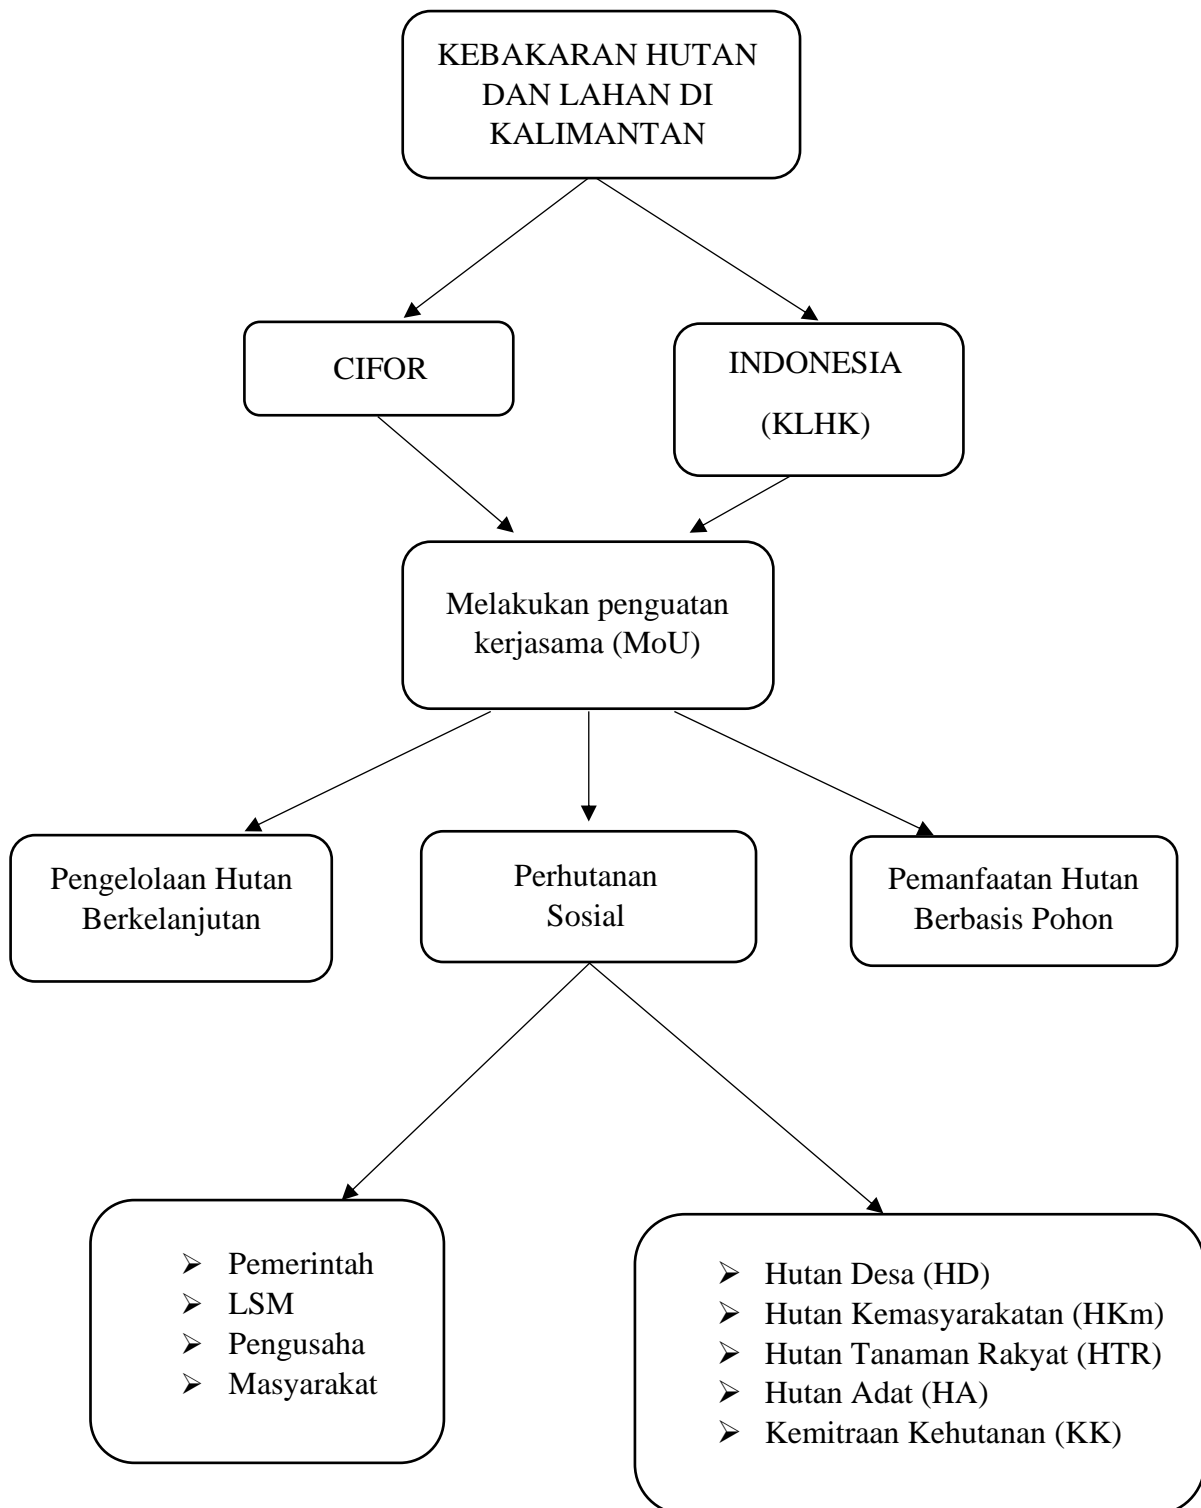 KEBAKARAN HUTAN
DAN LAHAN DI
KALIMANTAN
CIFOR
INDONESIA
(KLHK)
Melakukan penguatan
kerjasama (MoU)
Pengelolaan Hutan
Berkelanjutan
Perhutanan
Sosial
Pemanfaatan Hutan
Berbasis Pohon
➢ Pemerintah
➢ LSM
➢ Pengusaha
➢ Masyarakat
➢ Hutan Desa (HD)
➢ Hutan Kemasyarakatan (HKm)
➢ Hutan Tanaman Rakyat (HTR)
➢ Hutan Adat (HA)
➢ Kemitraan Kehutanan (KK)